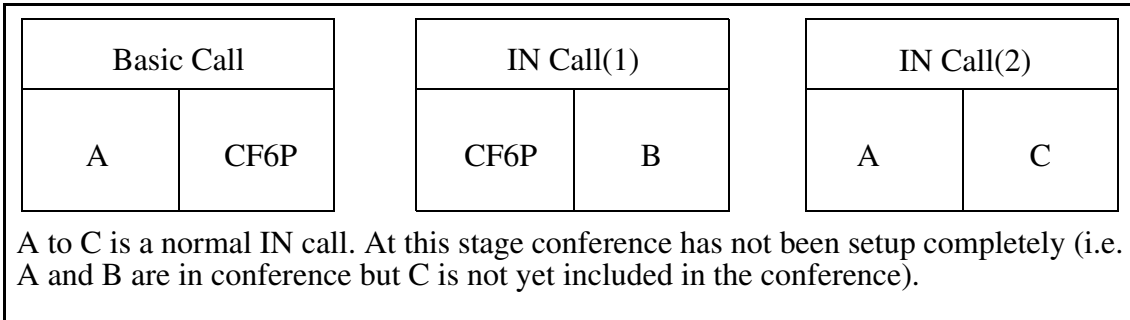 Basic Call
IN Call(1)
IN Call(2)
A
CF6P
CF6P
B
A
C
A to C is a normal IN call. At this stage conference has not been setup completely (i.e.
A and B are in conference but C is not yet included in the conference).